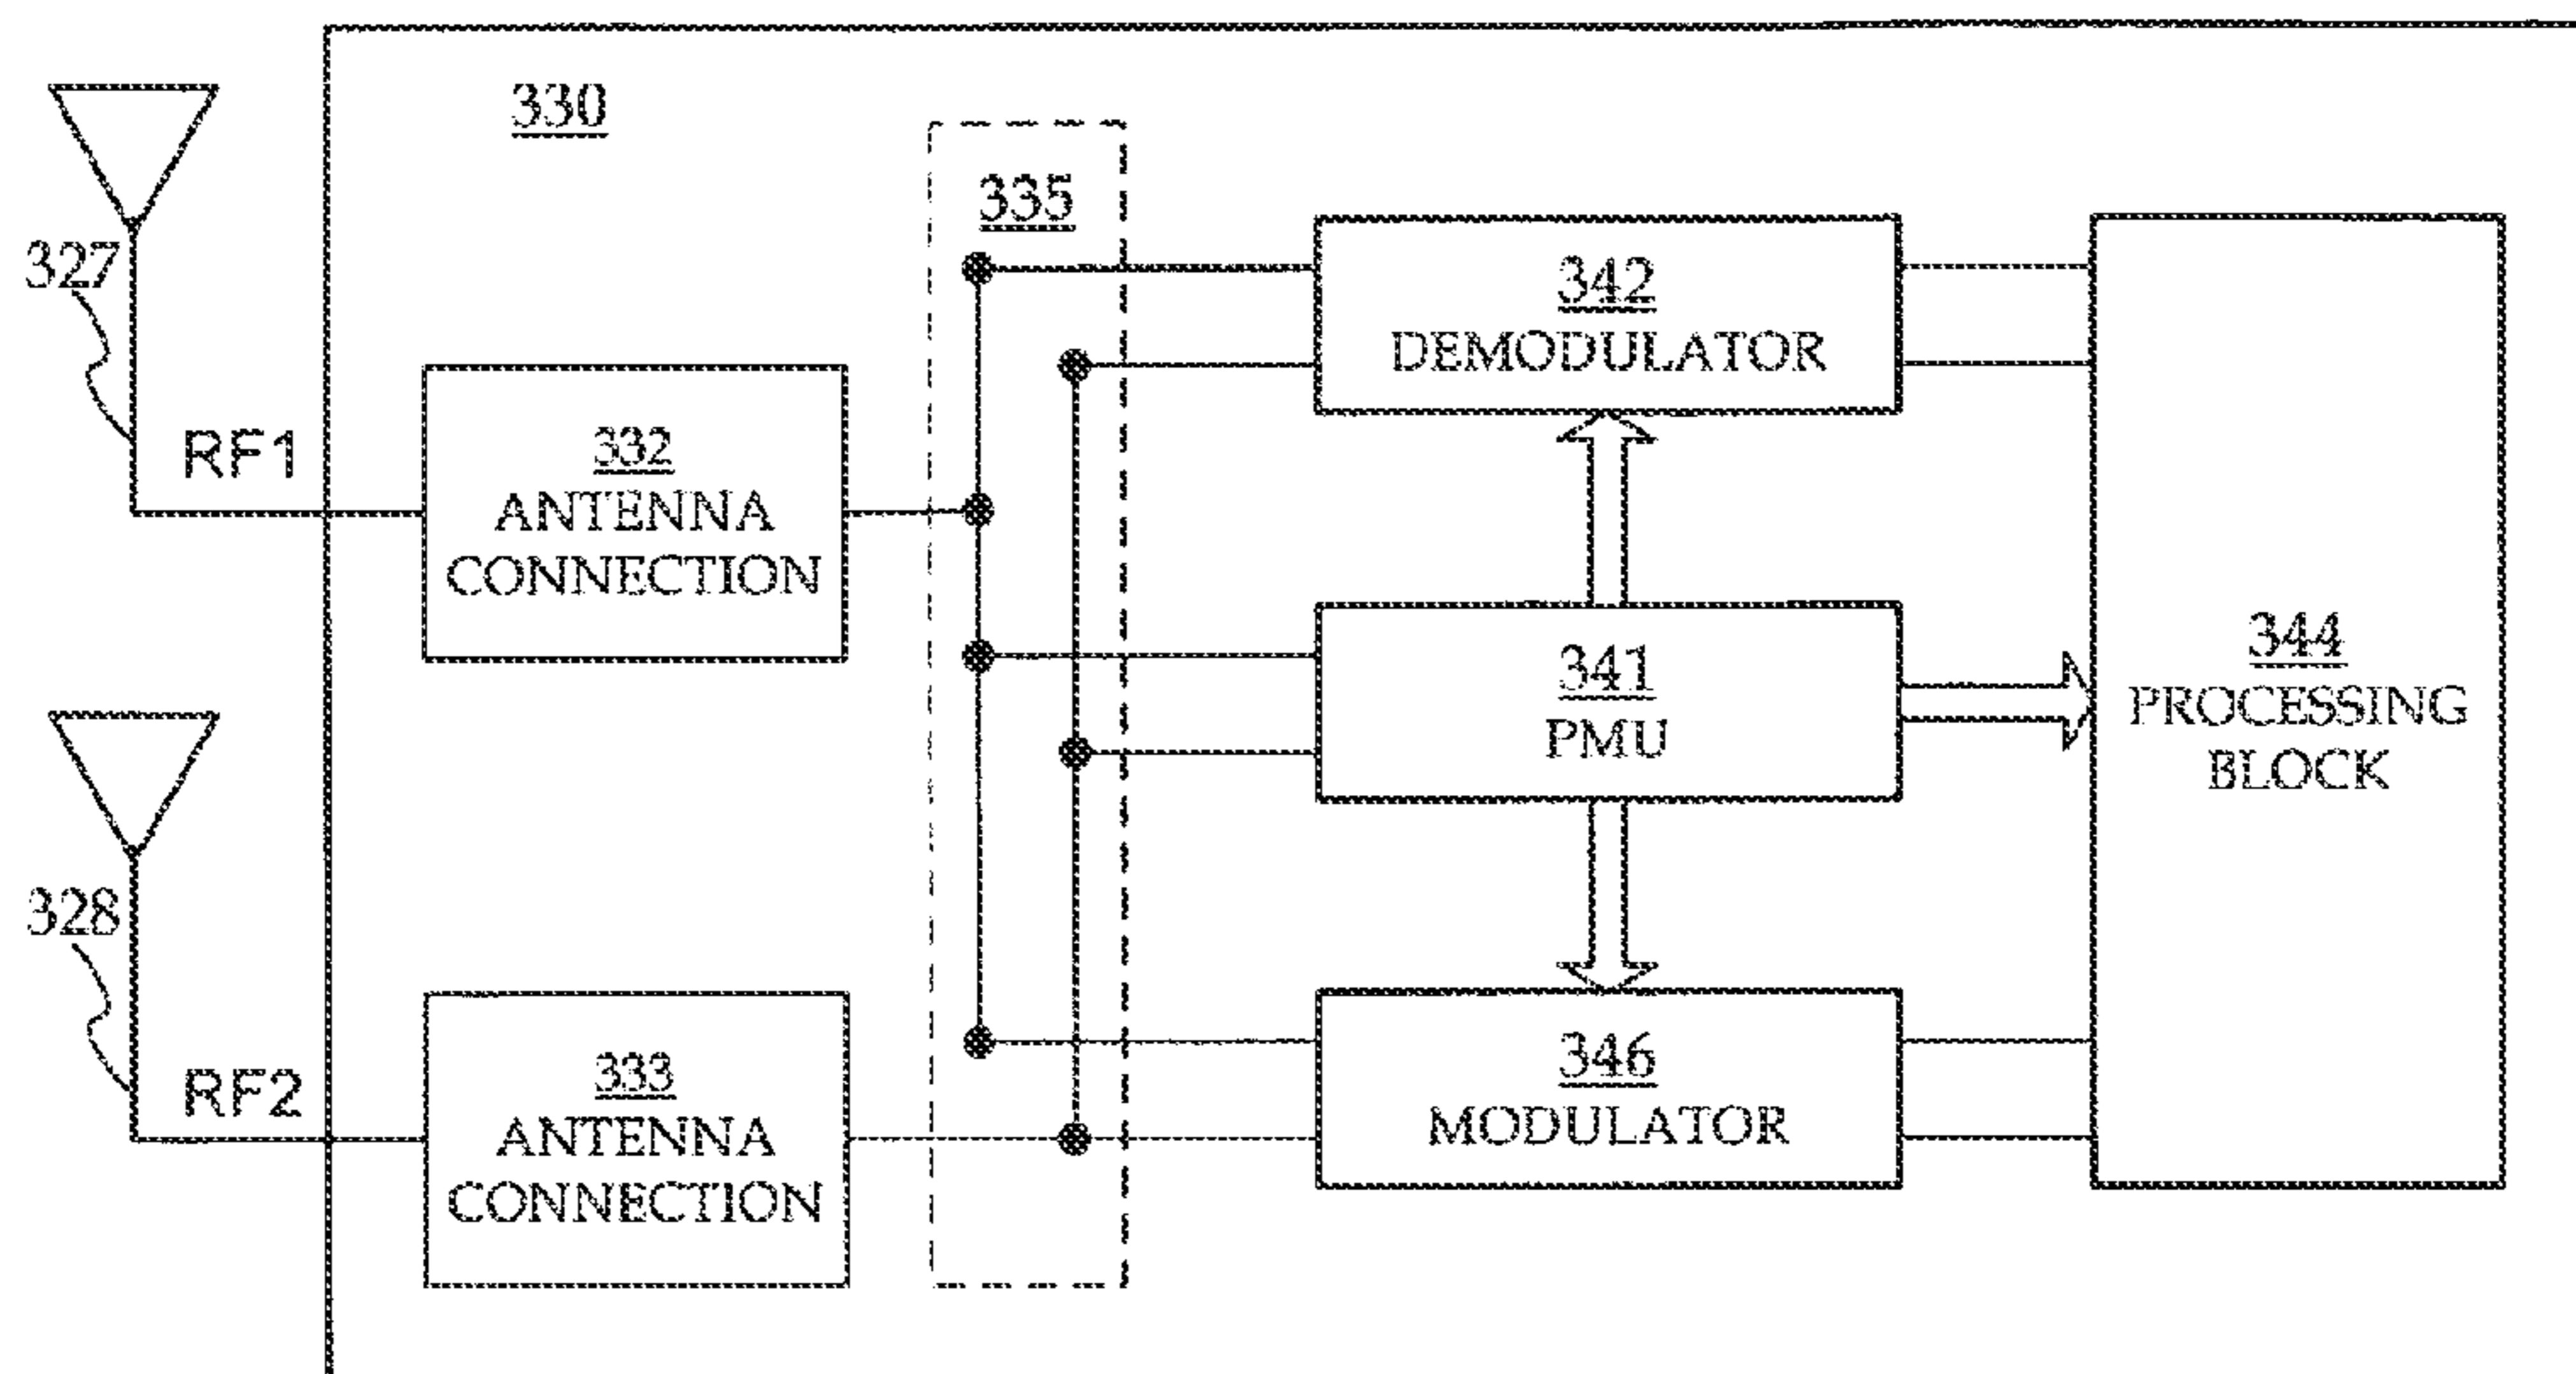 330
335
327
RF1
332
ANTENNA
CONNECTION
328
RF2
333
ANTENNA
CONNECTION
342
DEMODULATOR
341
PMU
346
MODULATOR
344
PROCESSING
BLOCK